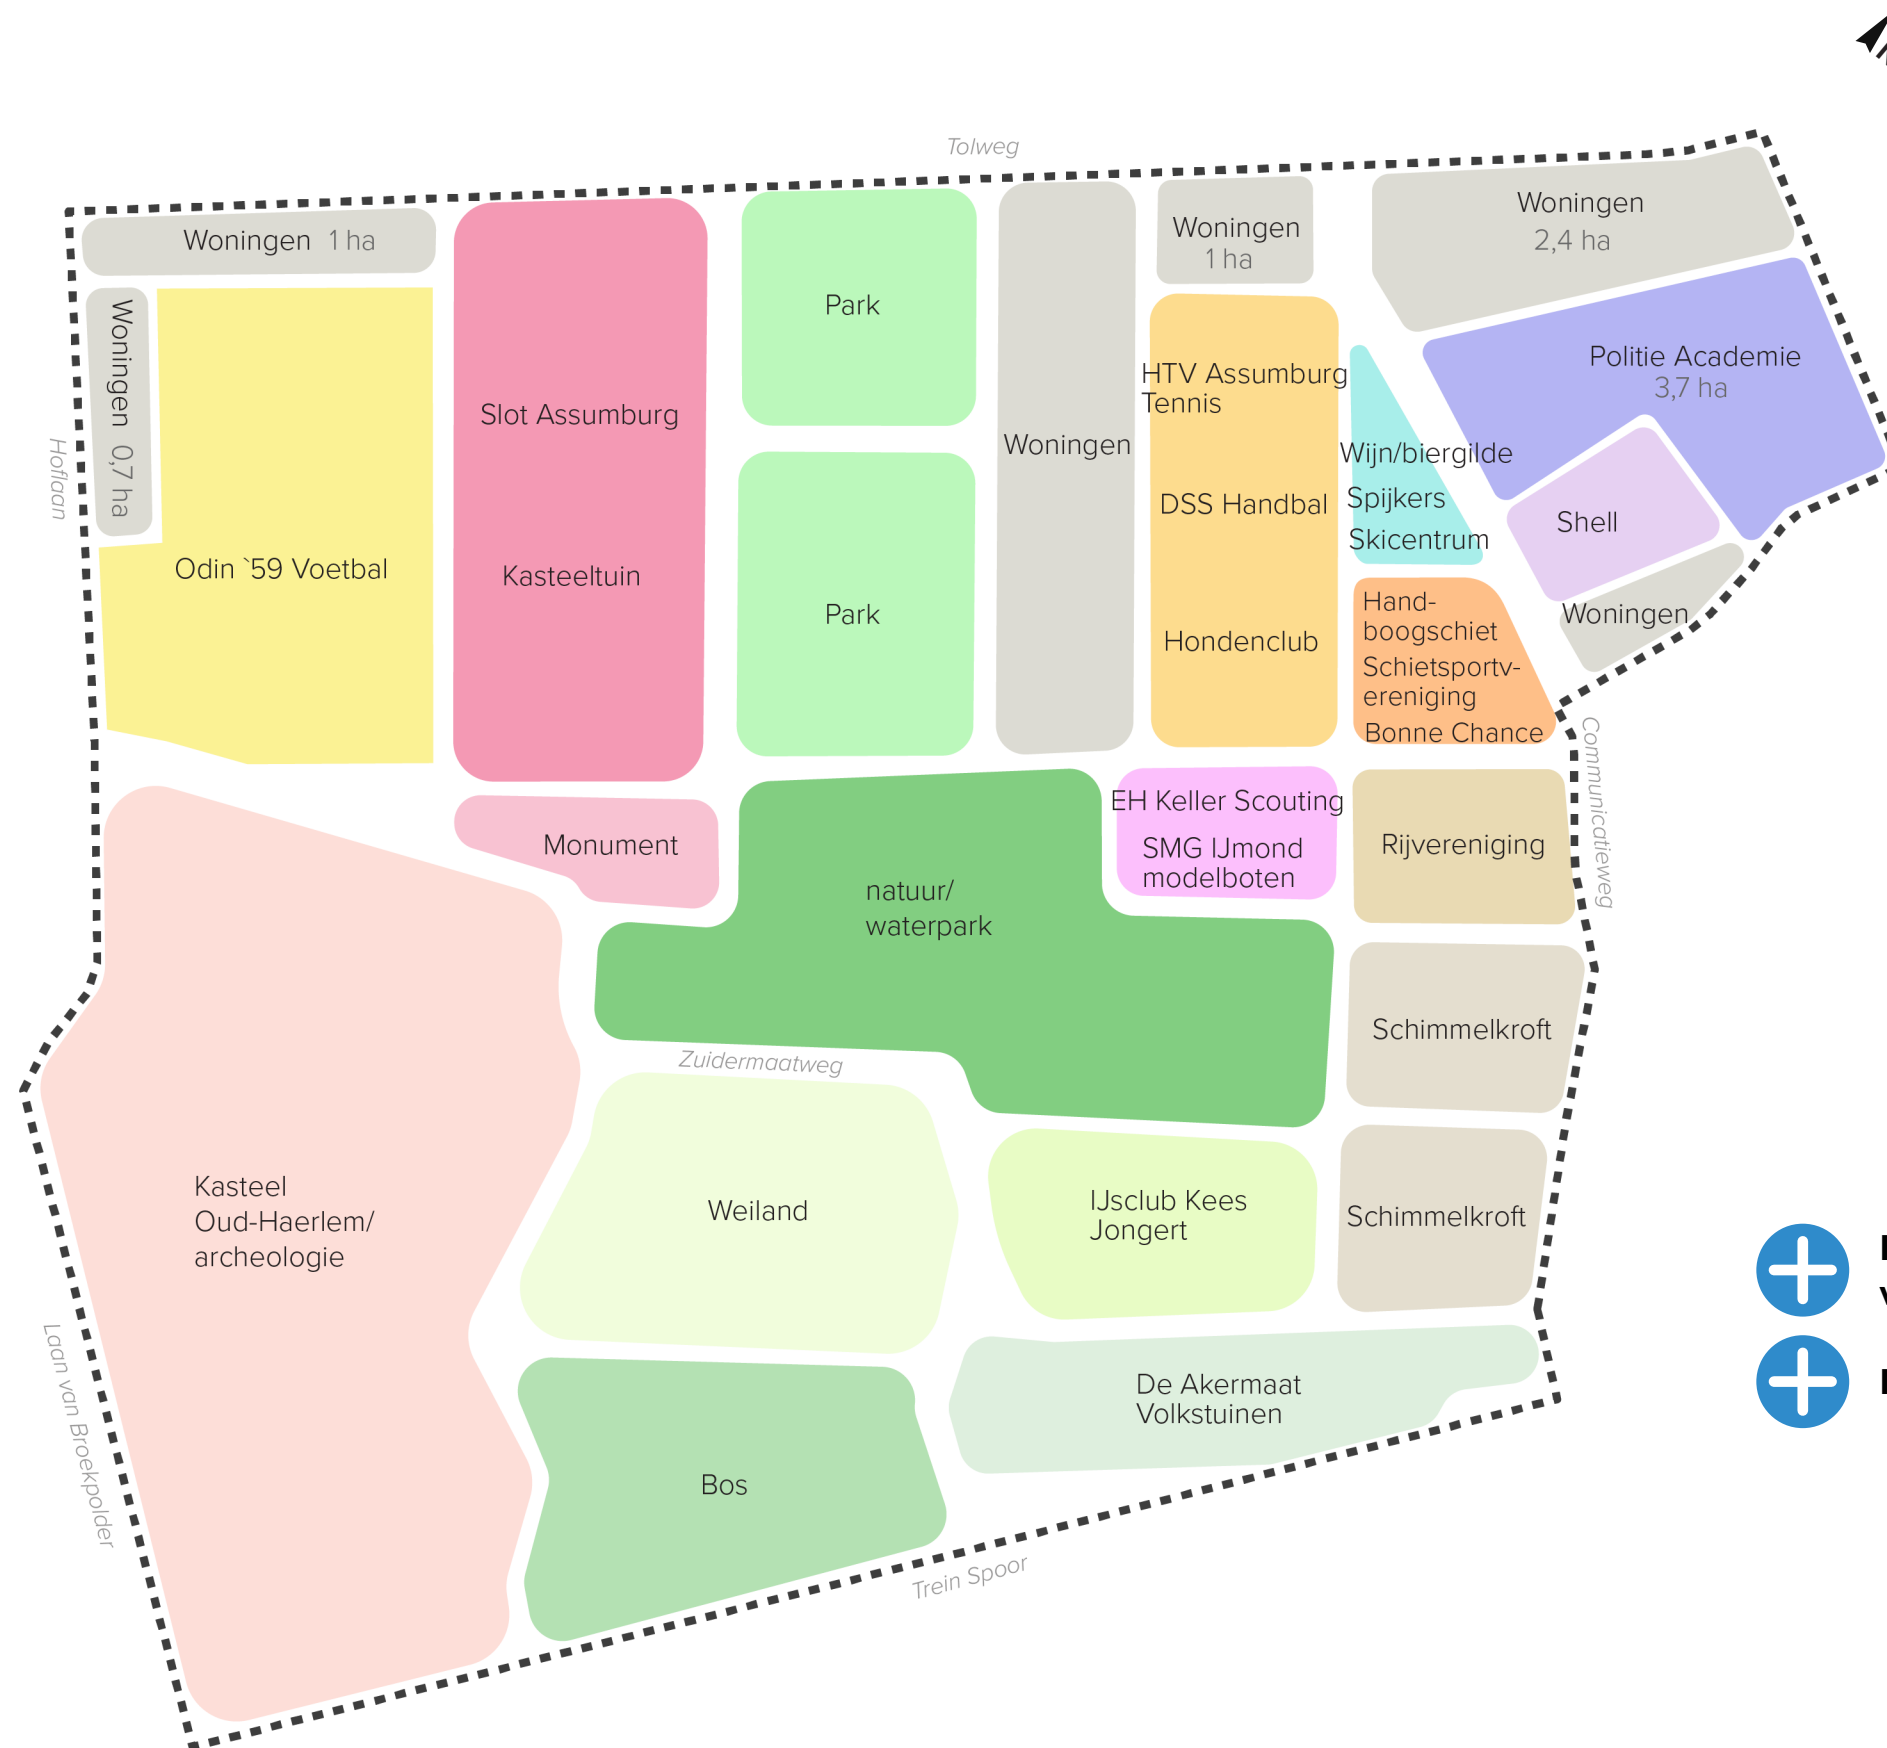 Tolweg
Woningen 1 ha
Woningen 0,7 ha
Hoflaan
Odin `59 Voetbal
Slot Assumburg
Kasteeltuin
Park
Park
Woningen
Woningen
1 ha
HTV Assumburg
Tennis
DSS Handbal
Hondenclub
Woningen
2,4 ha
Politie Academie
3,7 ha
Wijn/biergilde
Spijkers
Skicentrum
Shell
Woningen
Hand-
boogschiet
Schietsportv-
ereniging
Bonne Chance
Communicatieweg
Monument
natuur/
waterpark
EH Keller Scouting
SMG IJmond
modelboten
Rijvereniging
Schimmelkroft
Zuidermaatweg
Kasteel
Oud-Haerlem/
archeologie
Weiland
IJsclub Kees
Jongert
Schimmelkroft
Laan van Broekpolder
De Akermaat
Volkstuinen
Bos
Trein Spoor